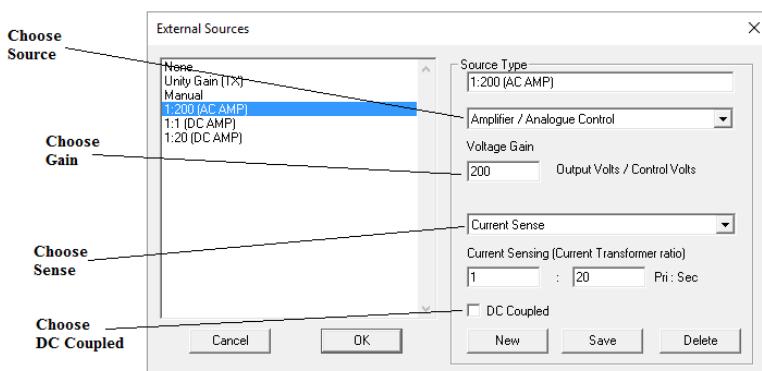 External Sources
Choose
Source
None
Unity Gain (TX)
Manual
1:200 (AC AMP)
1:1 (DC AMP)
1:20 (DC AMP)
Choose
Gain
Choose
Sense
Choose
DC Coupled
Cancel
OK
Source Type
1:200 (AC AMP)
Amplifier / Analogue Control
Voltage Gain
200 Output Volts / Control Volts
Current Sense
Current Sensing (Current Transformer ratio)
1 : 20 Pri : Sec
DC Coupled
New Save Delete